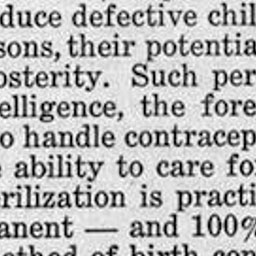 duce defective chil
sons, their potentia
osterity. Such per
elligence, the fore
o handle contracep
ability to care fo
rilization is practi
anent — and 100%
ethod of birth con